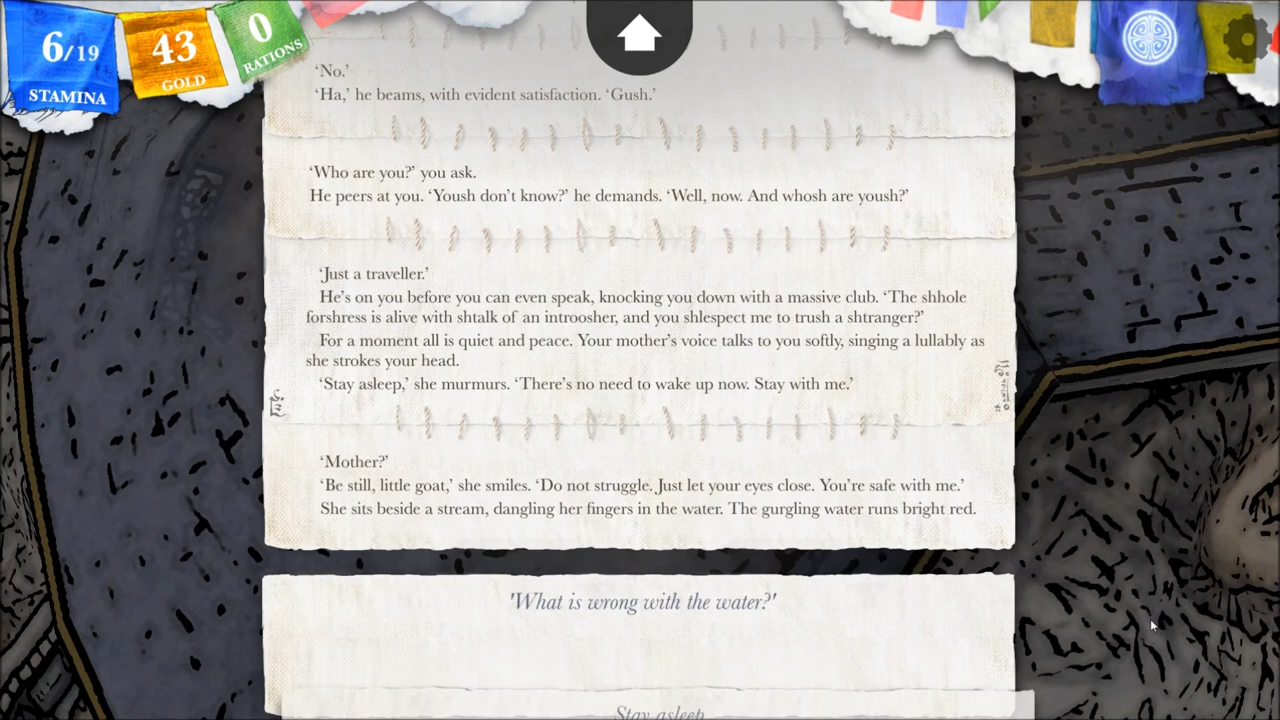 6/19
STAMINA
43
GOLD
0
RATIONS
‘No.’
‘Ha,’ he beams, with evident satisfaction. ‘Gush.’
‘Who are you?’ you ask.
He peers at you. ‘Yoush don’t know?’ he demands. ‘Well, now. And whosh are yoush?’
‘Just a traveller.’
He’s on you before you can even speak, knocking you down with a massive club. ‘The shhole
forshress is alive with shtalk of an introosher, and you shlespect me to trush a shtranger?’
For a moment all is quiet and peace. Your mother’s voice talks to you softly, singing a lullably as
she strokes your head.
‘Stay asleep,’ she murmurs. ‘There’s no need to wake up now. Stay with me.’
‘Mother?’
‘Be still, little goat,’ she smiles. ‘Do not struggle. Just let your eyes close. You’re safe with me.’
She sits beside a stream, dangling her fingers in the water. The gurgling water runs bright red.
'What is wrong with the water?'
Stay asleep